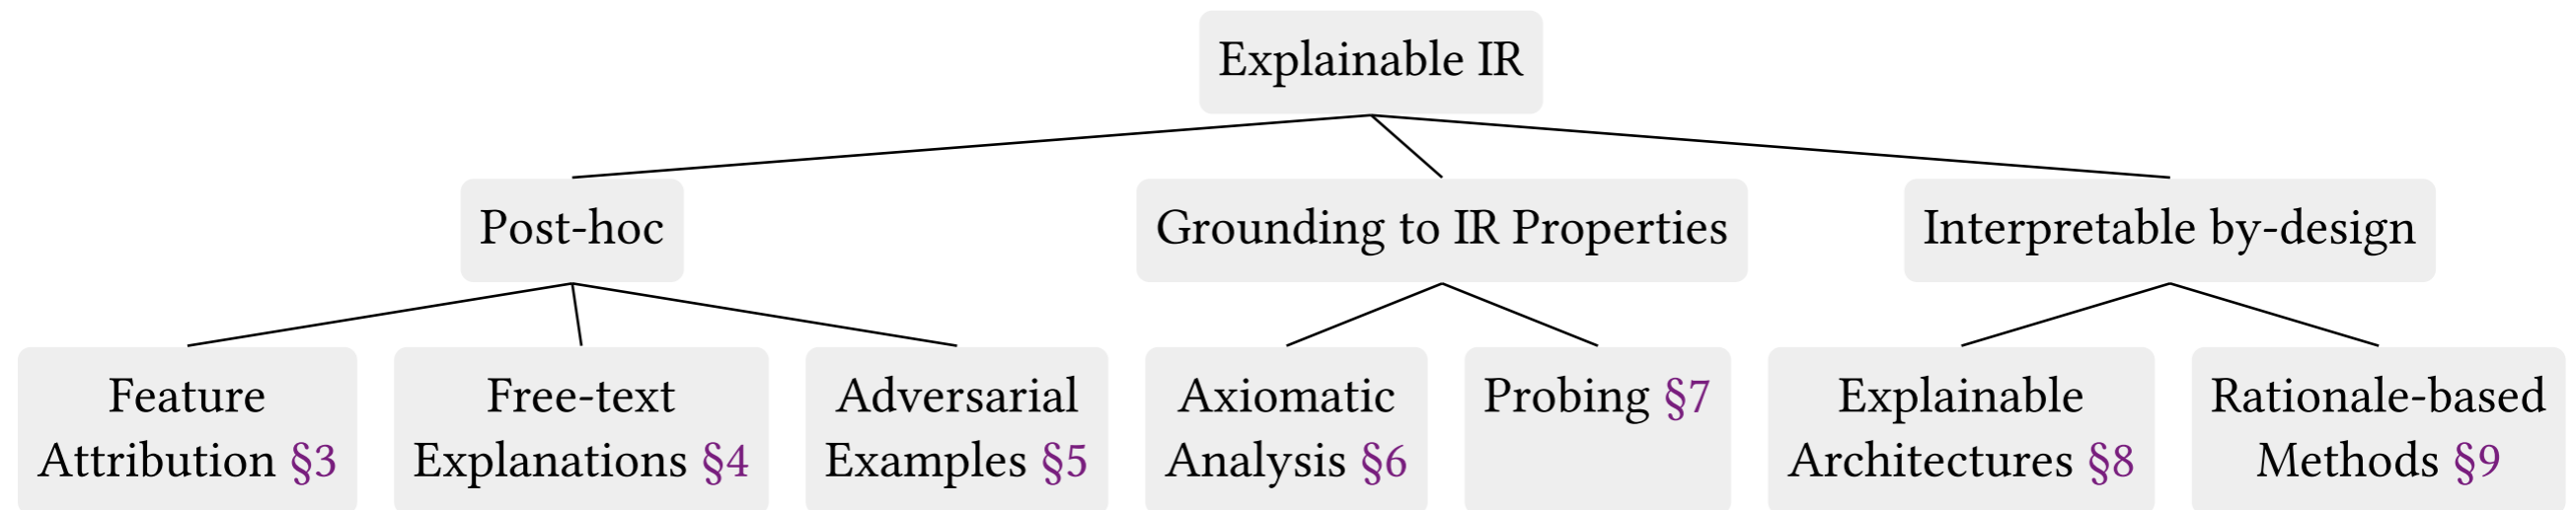 Explainable IR
Post-hoc
Grounding to IR Properties
Interpretable by-design
Feature
Attribution §3
Free-text
Explanations §4
Adversarial
Examples §5
Axiomatic
Analysis §6
Probing §7
Explainable
Architectures §8
Rationale-based
Methods §9